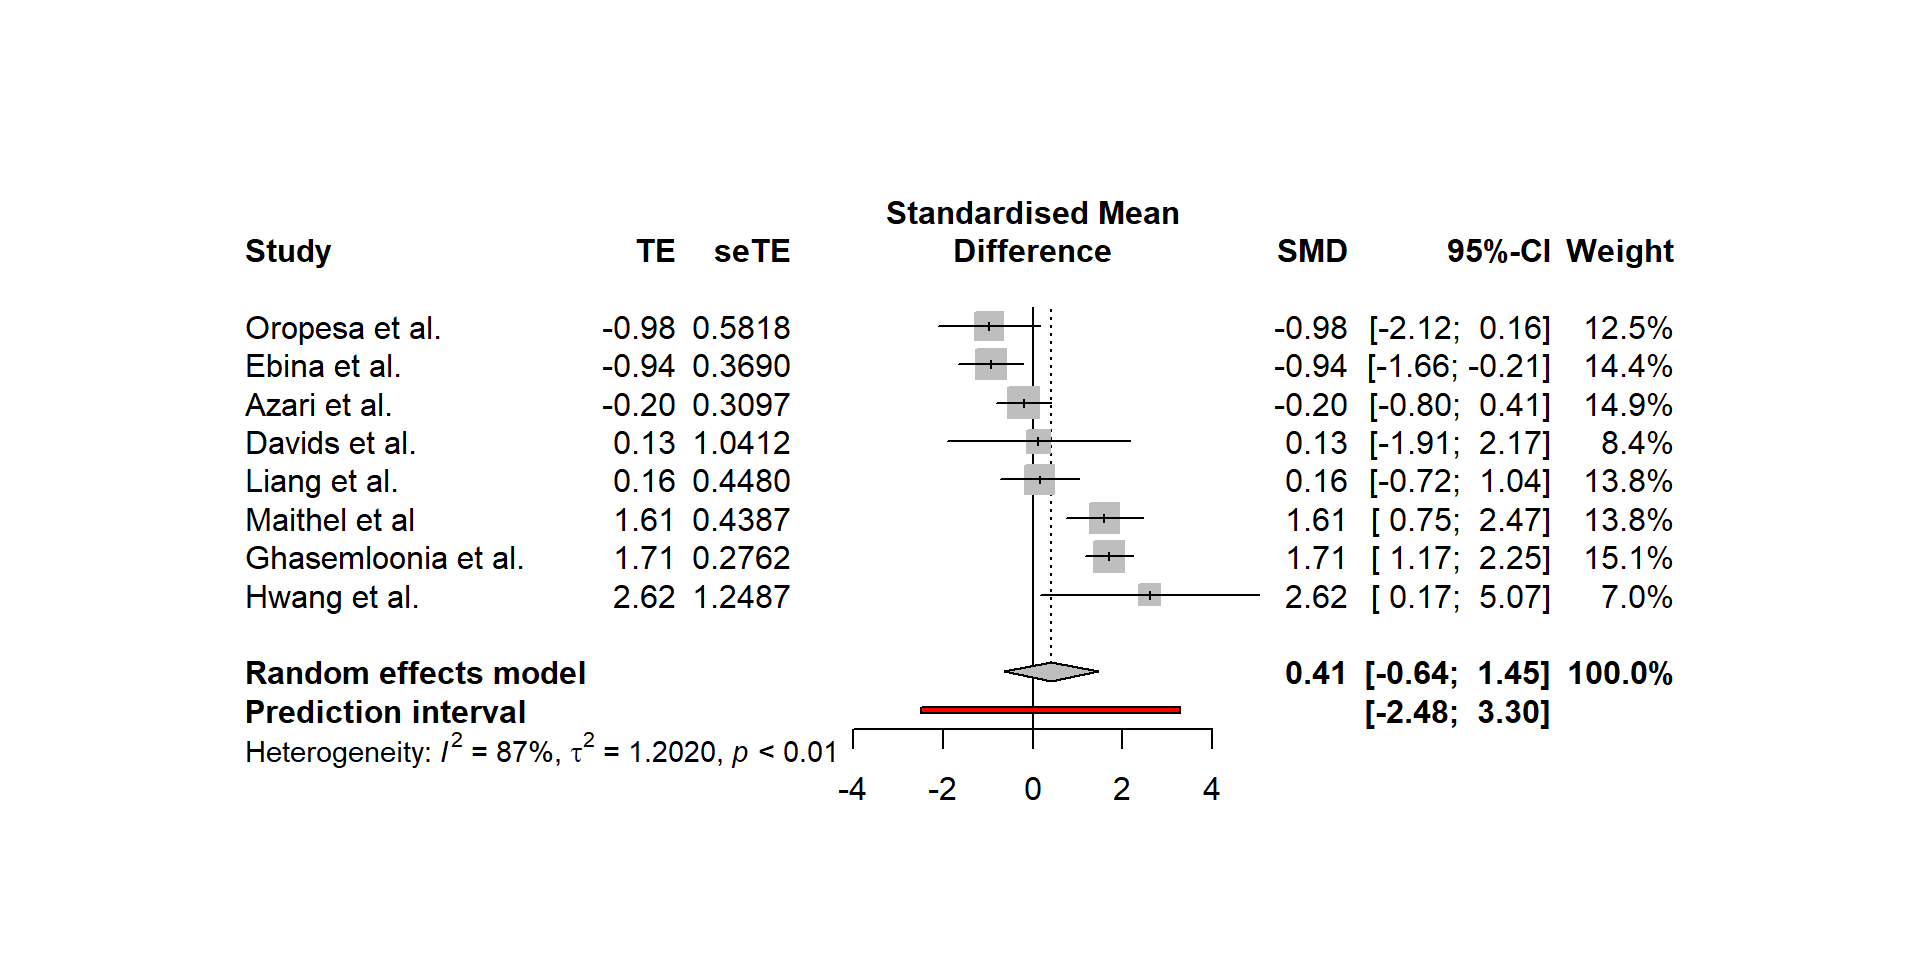 Standardised Mean
Study TE seTE Difference SMD 95%-CI Weight
Oropesa et al. -0.98 0.5818 -0.98 [-2.12; 0.16] 12.5%
Ebina et al. -0.94 0.3690 -0.94 [-1.66; -0.21] 14.4%
Azari et al. -0.20 0.3097 -0.20 [-0.80; 0.41] 14.9%
Davids et al. 0.13 1.0412 0.13 [-1.91; 2.17] 8.4%
Liang et al. 0.16 0.4480 0.16 [-0.72; 1.04] 13.8%
Maithel et al 1.61 0.4387 1.61 [ 0.75; 2.47] 13.8%
Ghasemloonia et al. 1.71 0.2762 1.71 [ 1.17; 2.25] 15.1%
Hwang et al. 2.62 1.2487 2.62 [ 0.17; 5.07] 7.0%
Random effects model 0.41 [-0.64; 1.45] 100.0%
Prediction interval [-2.48; 3.30]
Heterogeneity: I² = 87%, τ² = 1.2020, p < 0.01
-4 -2 0 2 4